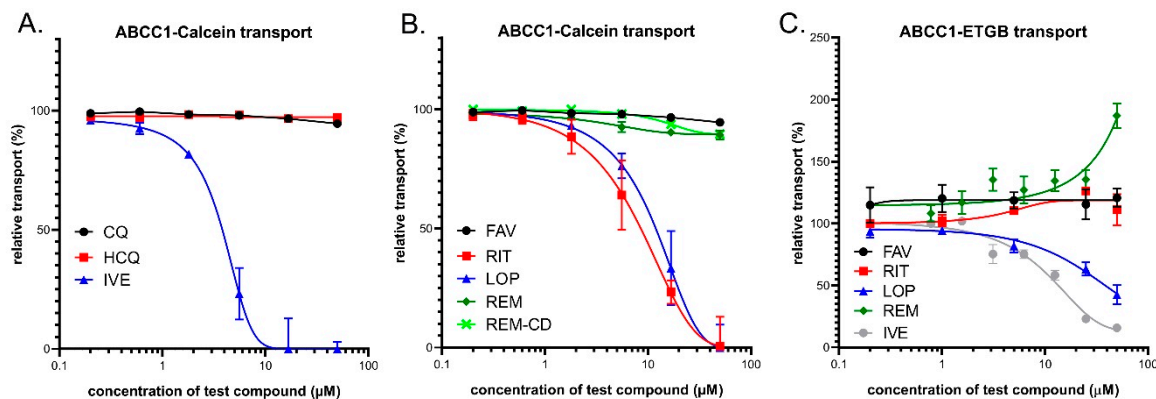 A.
ABCC1-Calcein transport
relative transport (%)
150
100
50
0
0.1
1
10
100
concentration of test compound (µM)
CQ
HCQ
IVE
B.
ABCC1-Calcein transport
relative transport (%)
150
100
50
0
0.1
1
10
100
concentration of test compound (µM)
FAV
RIT
LOP
REM
REM-CD
C.
ABCC1-ETGB transport
relative transport (%)
250
200
150
100
50
0
0.1
1
10
100
concentration of test compound (μM)
FAV
RIT
LOP
REM
IVE